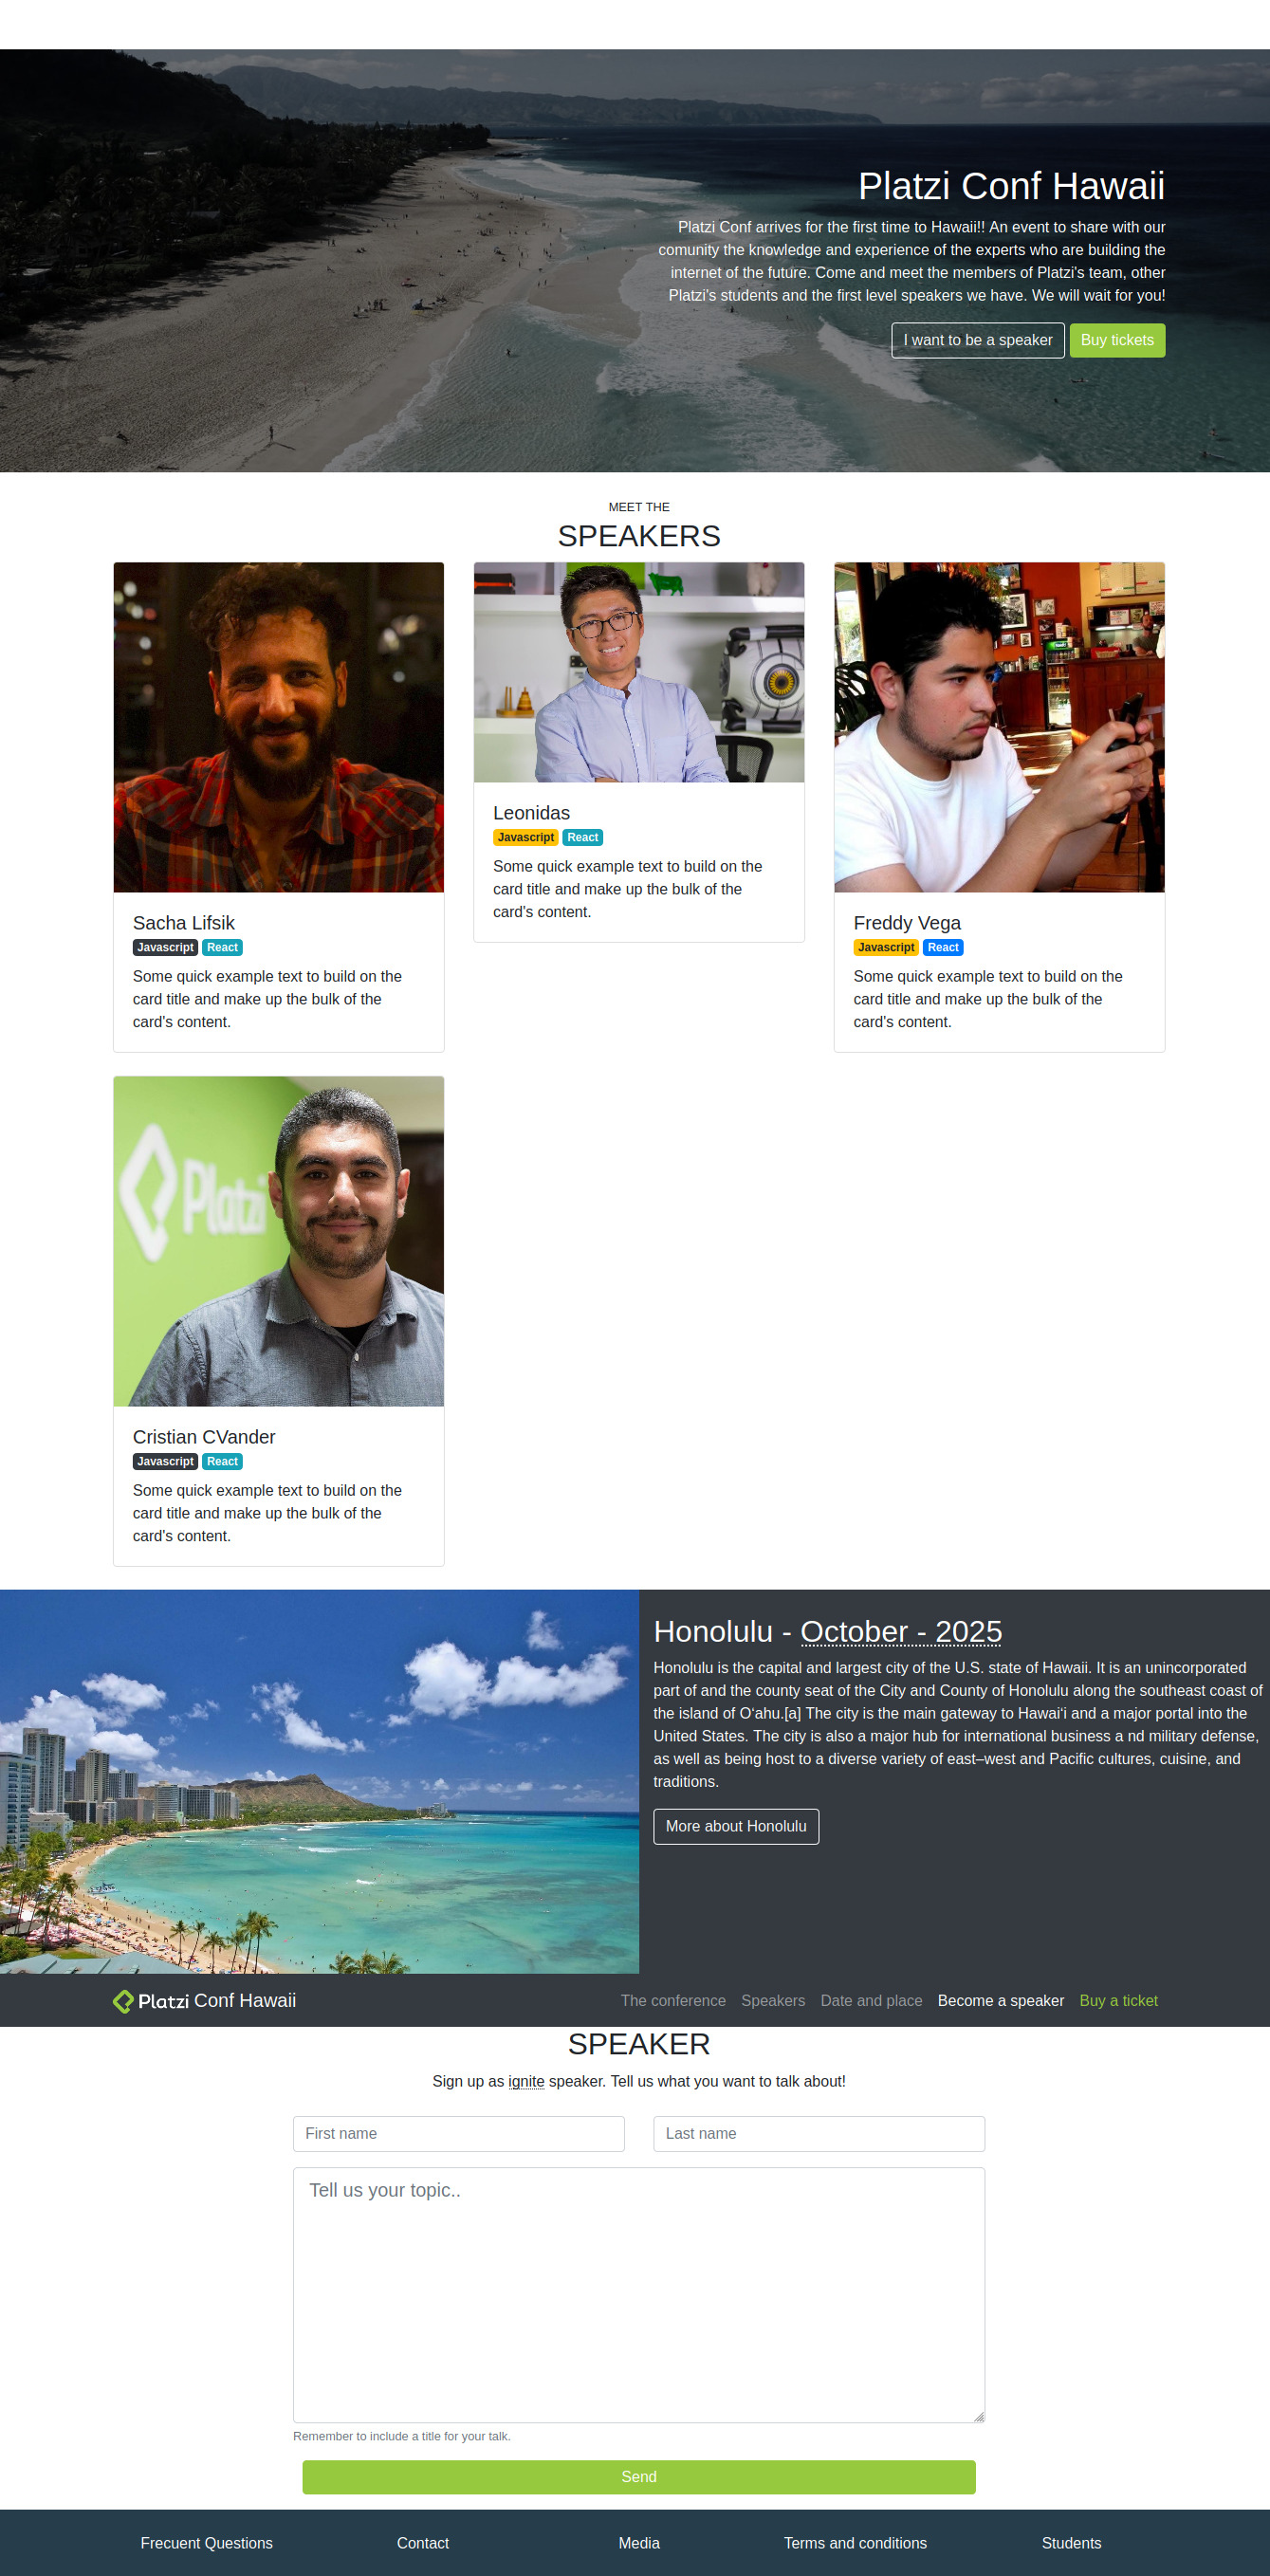 Platzi Conf Hawaii
Platzi Conf arrives for the first time to Hawaii!! An event to share with our
comunity the knowledge and experience of the experts who are building the
internet of the future. Come and meet the members of Platzi's team, other
Platzi's students and the first level speakers we have. We will wait for you!
I want to be a speaker
Buy tickets
MEET THE
SPEAKERS
Sacha Lifsik
Javascript React
Some quick example text to build on the
card title and make up the bulk of the
card's content.
Leonidas
Javascript React
Some quick example text to build on the
card title and make up the bulk of the
card's content.
Freddy Vega
Javascript React
Some quick example text to build on the
card title and make up the bulk of the
card's content.
Platzi
Cristian CVander
Javascript React
Some quick example text to build on the
card title and make up the bulk of the
card's content.
Honolulu - October - 2025
Honolulu is the capital and largest city of the U.S. state of Hawaii. It is an unincorporated
part of and the county seat of the City and County of Honolulu along the southeast coast of
the island of Oʻahu.[a] The city is the main gateway to Hawaiʻi and a major portal into the
United States. The city is also a major hub for international business a nd military defense,
as well as being host to a diverse variety of east–west and Pacific cultures, cuisine, and
traditions.
More about Honolulu
Platzi Conf Hawaii
The conference Speakers Date and place Become a speaker Buy a ticket
SPEAKER
Sign up as ignite speaker. Tell us what you want to talk about!
First name
Last name
Tell us your topic..
Remember to include a title for your talk.
Send
Frecuent Questions Contact Media Terms and conditions Students